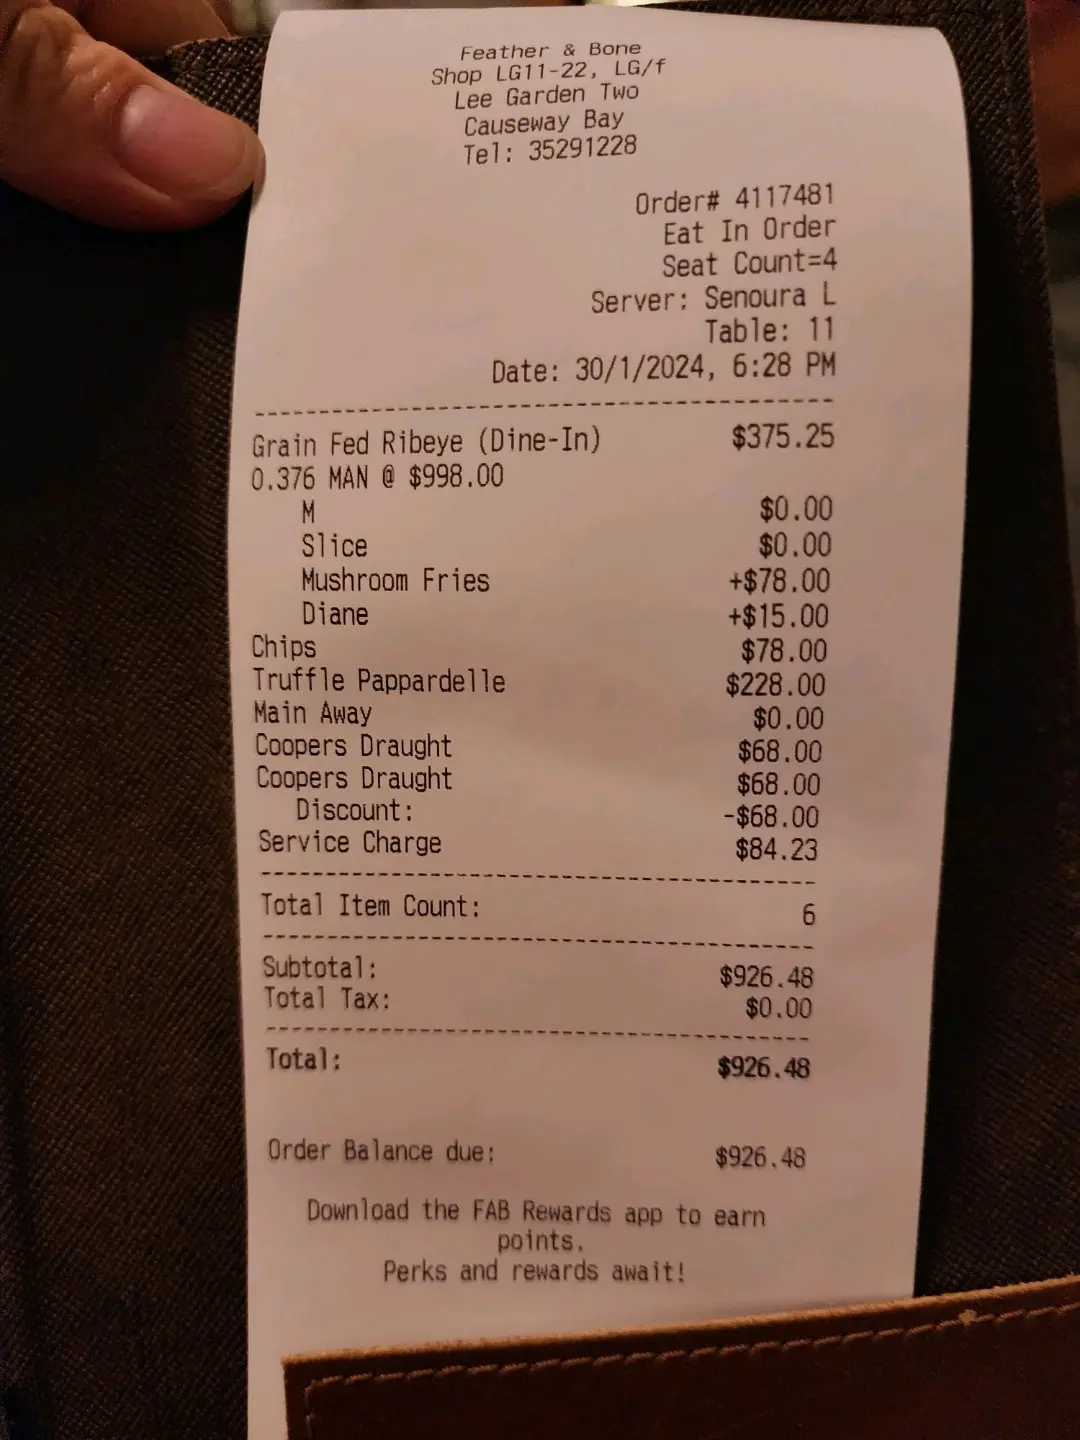 Feather & Bone
Shop LG11-22, LG/f
Lee Garden Two
Causeway Bay
Tel: 35291228
Order# 4117481
Eat In Order
Seat Count=4
Server: Senoura L
Table: 11
Date: 30/1/2024, 6:28 PM
Grain Fed Ribeye (Dine-In) $375.25
0.376 MAN @ $998.00
M $0.00
Slice $0.00
Mushroom Fries +$78.00
Diane +$15.00
Chips $78.00
Truffle Pappardelle $228.00
Main Away $0.00
Coopers Draught $68.00
Coopers Draught $68.00
Discount: -$68.00
Service Charge $84.23
Total Item Count: 6
Subtotal: $926.48
Total Tax: $0.00
Total: $926.48
Order Balance due: $926.48
Download the FAB Rewards app to earn
points.
Perks and rewards await!